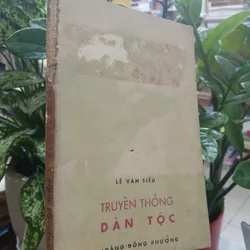 LÊ VĂN SIÊU
TRUYỀN THỐNG
DÂN TỘC
ĐÔNG PHƯƠNG